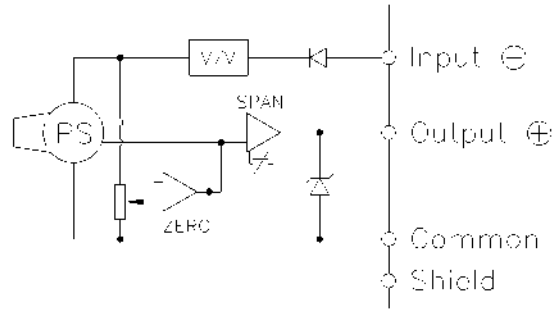 V/V
Input ⊖
SPAN
PS
Output ⊕
ZERO
Common
Shield